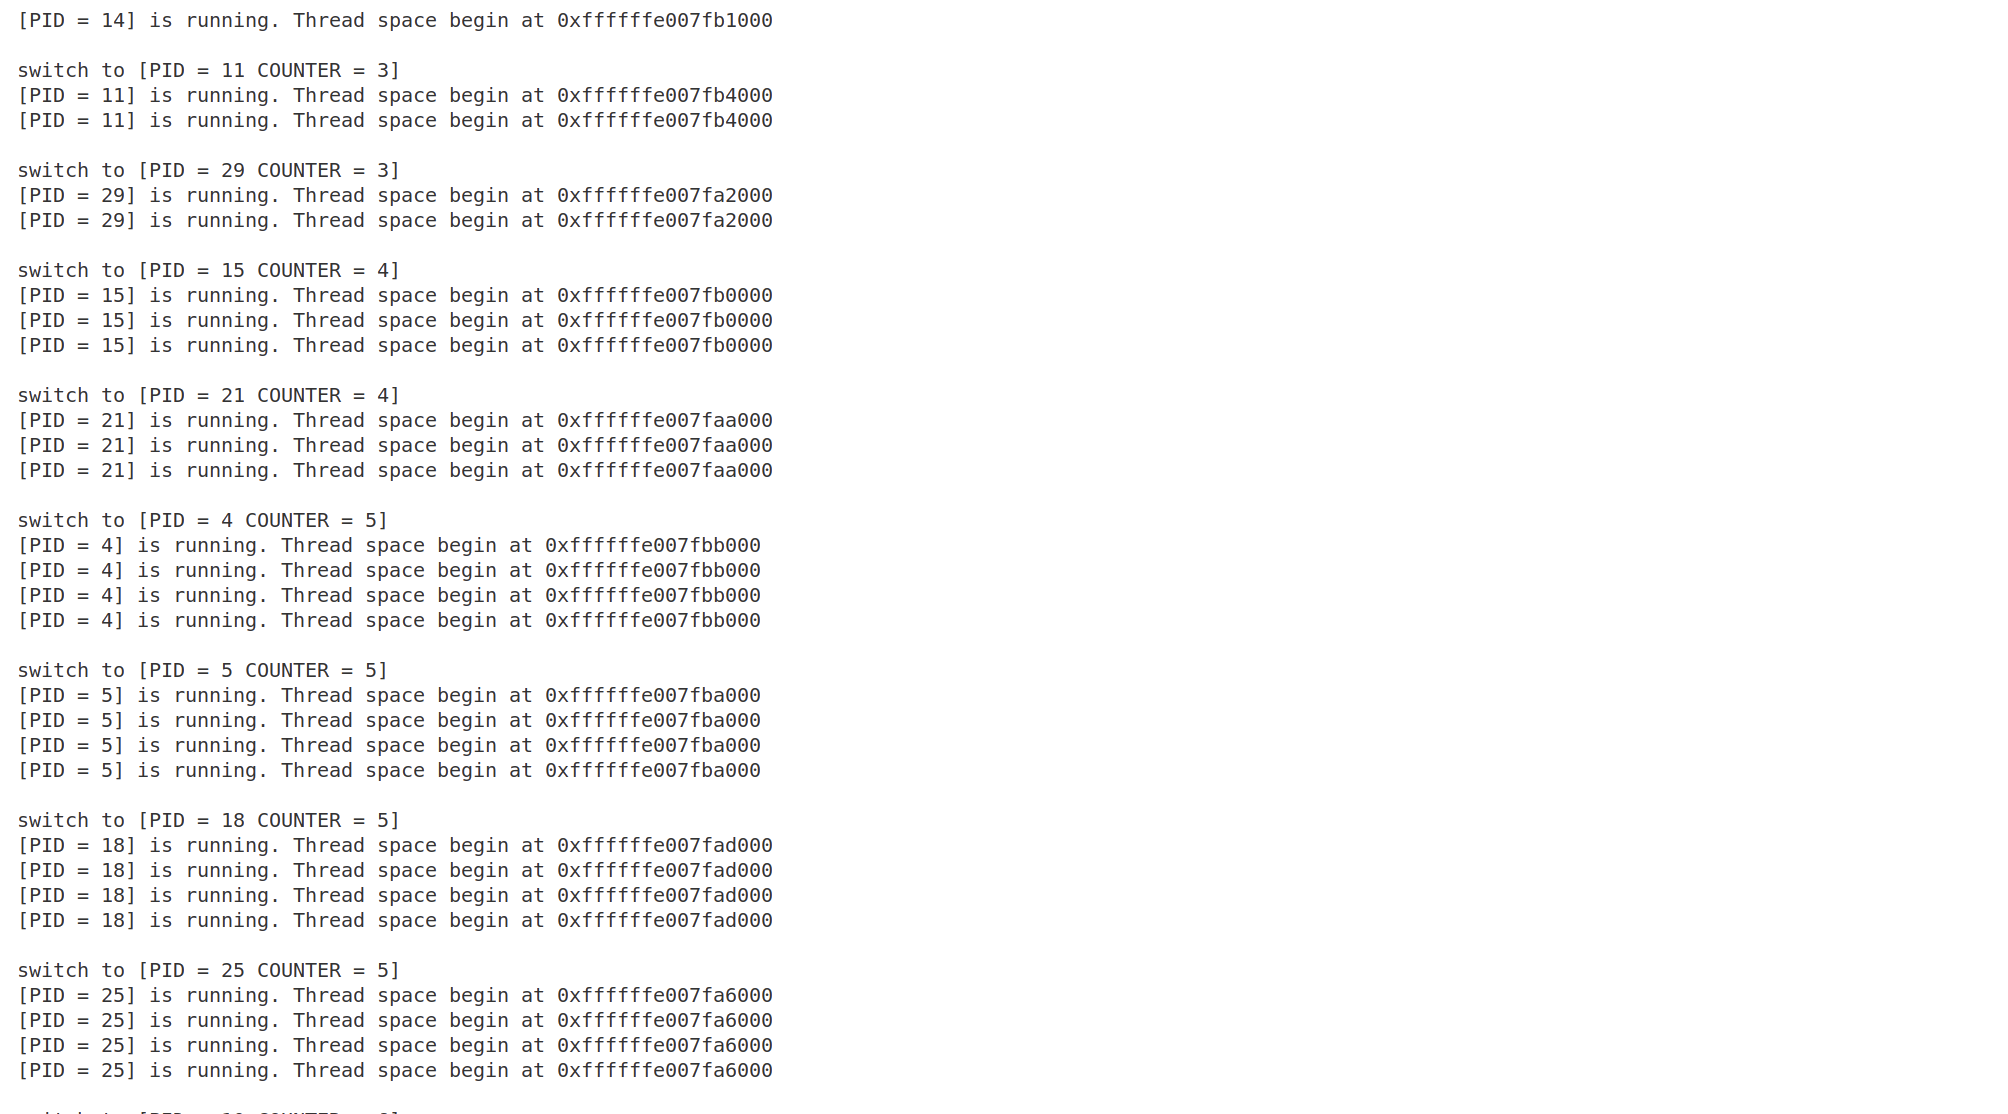 [PID = 14] is running. Thread space begin at 0xffffffe007fb1000
switch to [PID = 11 COUNTER = 3]
[PID = 11] is running. Thread space begin at 0xffffffe007fb4000
[PID = 11] is running. Thread space begin at 0xffffffe007fb4000
switch to [PID = 29 COUNTER = 3]
[PID = 29] is running. Thread space begin at 0xffffffe007fa2000
[PID = 29] is running. Thread space begin at 0xffffffe007fa2000
switch to [PID = 15 COUNTER = 4]
[PID = 15] is running. Thread space begin at 0xffffffe007fb0000
[PID = 15] is running. Thread space begin at 0xffffffe007fb0000
[PID = 15] is running. Thread space begin at 0xffffffe007fb0000
switch to [PID = 21 COUNTER = 4]
[PID = 21] is running. Thread space begin at 0xffffffe007faa000
[PID = 21] is running. Thread space begin at 0xffffffe007faa000
[PID = 21] is running. Thread space begin at 0xffffffe007faa000
switch to [PID = 4 COUNTER = 5]
[PID = 4] is running. Thread space begin at 0xffffffe007fbb000
[PID = 4] is running. Thread space begin at 0xffffffe007fbb000
[PID = 4] is running. Thread space begin at 0xffffffe007fbb000
[PID = 4] is running. Thread space begin at 0xffffffe007fbb000
switch to [PID = 5 COUNTER = 5]
[PID = 5] is running. Thread space begin at 0xffffffe007fba000
[PID = 5] is running. Thread space begin at 0xffffffe007fba000
[PID = 5] is running. Thread space begin at 0xffffffe007fba000
[PID = 5] is running. Thread space begin at 0xffffffe007fba000
switch to [PID = 18 COUNTER = 5]
[PID = 18] is running. Thread space begin at 0xffffffe007fad000
[PID = 18] is running. Thread space begin at 0xffffffe007fad000
[PID = 18] is running. Thread space begin at 0xffffffe007fad000
[PID = 18] is running. Thread space begin at 0xffffffe007fad000
switch to [PID = 25 COUNTER = 5]
[PID = 25] is running. Thread space begin at 0xffffffe007fa6000
[PID = 25] is running. Thread space begin at 0xffffffe007fa6000
[PID = 25] is running. Thread space begin at 0xffffffe007fa6000
[PID = 25] is running. Thread space begin at 0xffffffe007fa6000